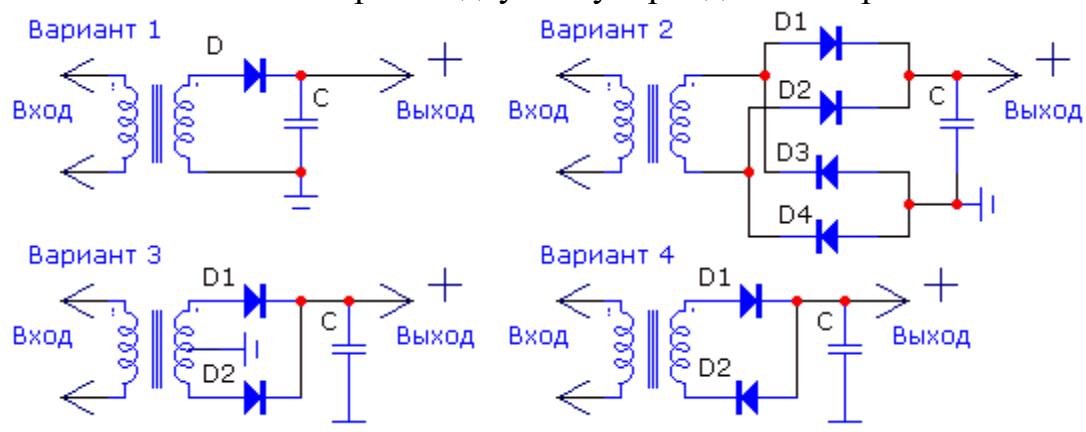 Вариант 1
D
+
C
Вход
Выход
Вариант 2
D1
D2
D3
D4
+
C
Вход
Выход
Вариант 3
D1
D2
+
C
Вход
Выход
Вариант 4
D1
D2
+
C
Вход
Выход